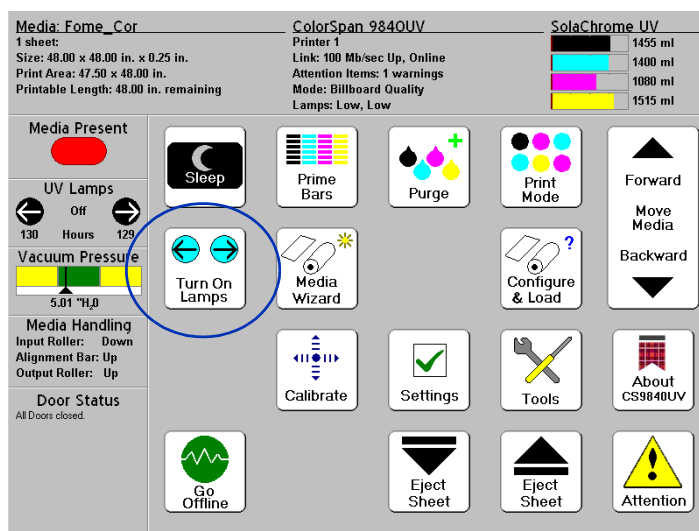 Media: Fome_Cor
1 sheet:
Size: 48.00 x 48.00 in. x 0.25 in.
Print Area: 47.50 x 48.00 in.
Printable Length: 48.00 in. remaining
ColorSpan 9840UV
Printer 1
Link: 100 Mb/sec Up, Online
Attention Items: 1 warnings
Mode: Billboard Quality
Lamps: Low, Low
SolaChrome UV
1455 ml
1400 ml
1080 ml
1515 ml
Media Present
UV Lamps
Off
130 Hours 129
Vacuum Pressure
5.01 "H₂0
Media Handling
Input Roller: Down
Alignment Bar: Up
Output Roller: Up
Door Status
All Doors closed.
Sleep
Prime
Bars
Purge
Print
Mode
Forward
Move
Media
Backward
Turn On
Lamps
Media
Wizard
?
Configure
& Load
Calibrate
Settings
Tools
About
CS9840UV
Go
Offline
Eject
Sheet
Eject
Sheet
Attention